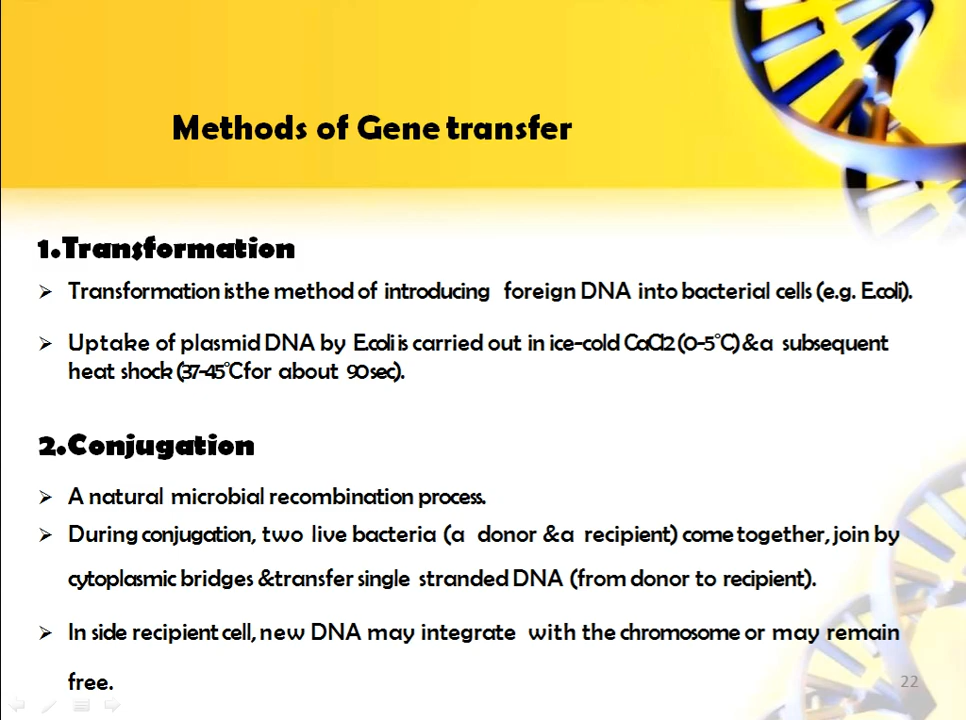 Methods of Gene transfer
1.Transformation
➢ Transformation is the method of introducing foreign DNA into bacterial cells (e.g. E.coli).
➢ Uptake of plasmid DNA by E.coli is carried out in ice-cold CaCl2 (0-5°C) & a subsequent
heat shock (37-45°C for about 90 sec).
2.Conjugation
➢ A natural microbial recombination process.
➢ During conjugation, two live bacteria (a donor & a recipient) come together, join by
cytoplasmic bridges & transfer single stranded DNA (from donor to recipient).
➢ In side recipient cell, new DNA may integrate with the chromosome or may remain
free.
22